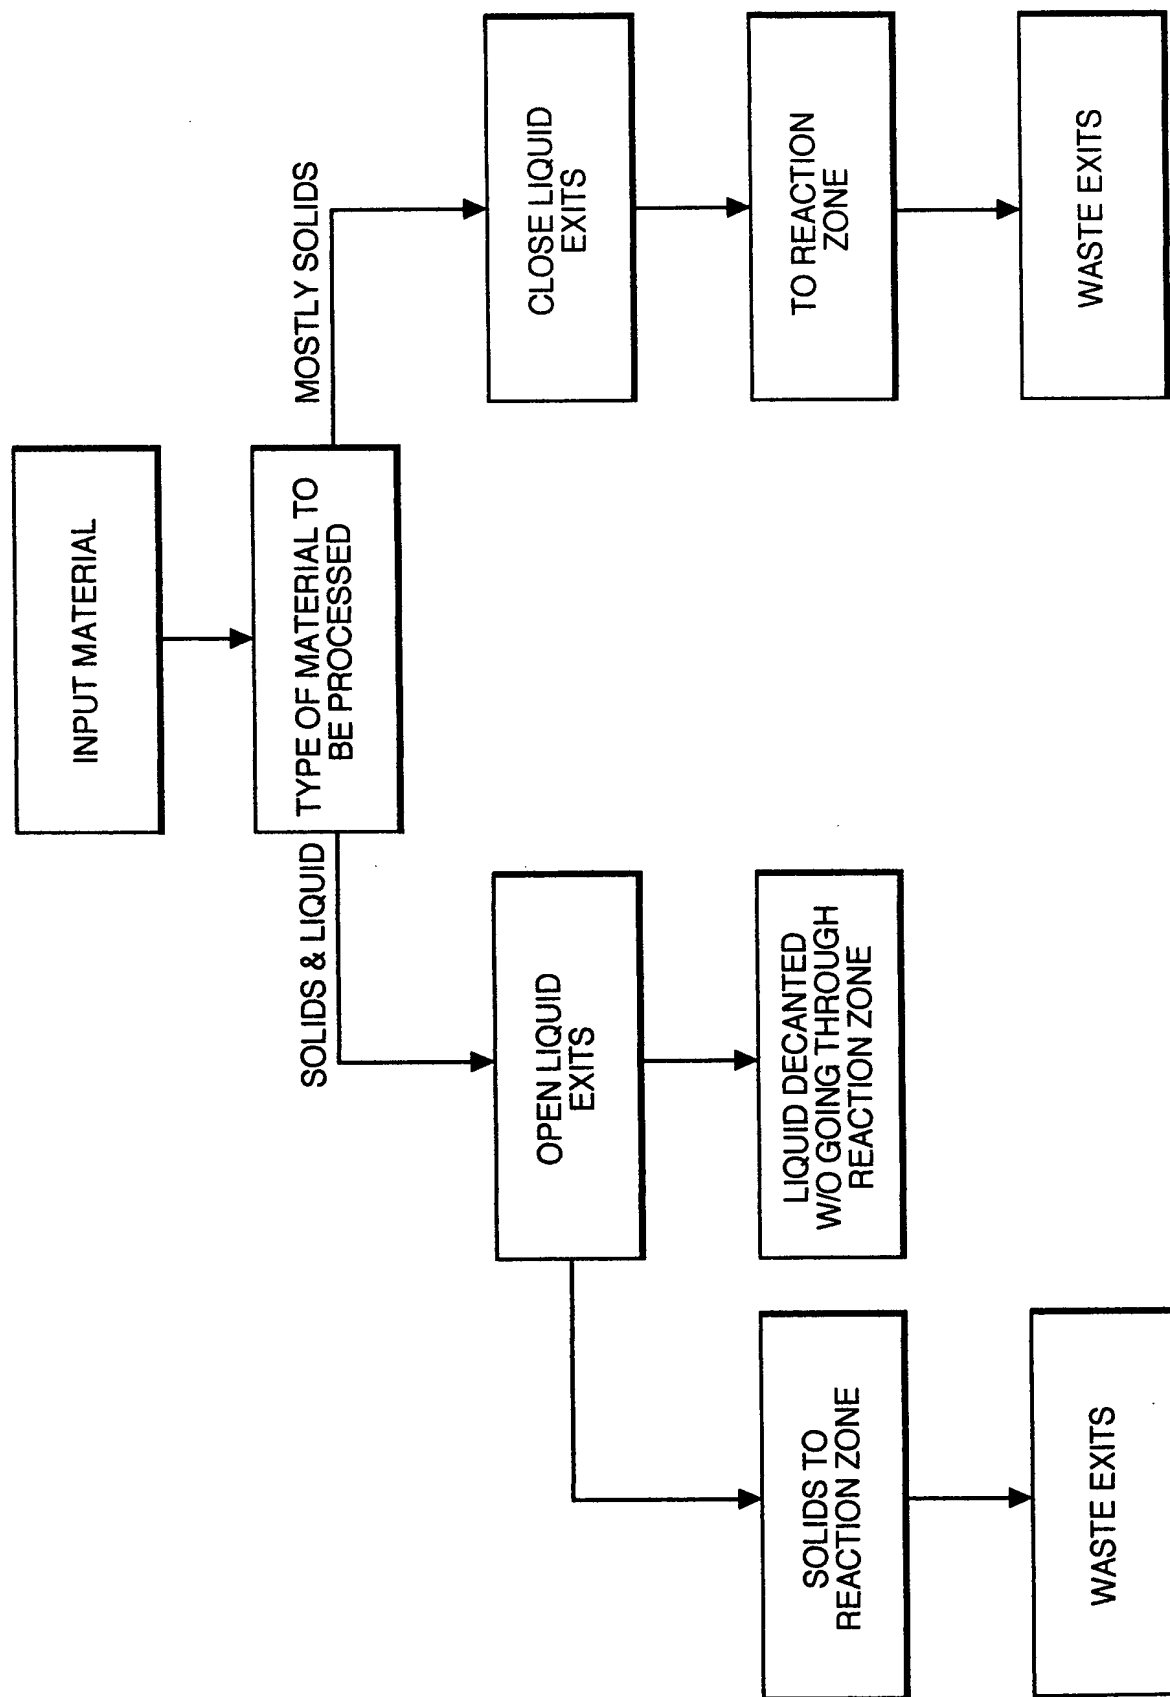 INPUT MATERIAL
TYPE OF MATERIAL TO
BE PROCESSED
SOLIDS & LIQUID
MOSTLY SOLIDS
OPEN LIQUID
EXITS
CLOSE LIQUID
EXITS
SOLIDS TO
REACTION ZONE
LIQUID DECANTED
W/O GOING THROUGH
REACTION ZONE
TO REACTION
ZONE
WASTE EXITS
WASTE EXITS